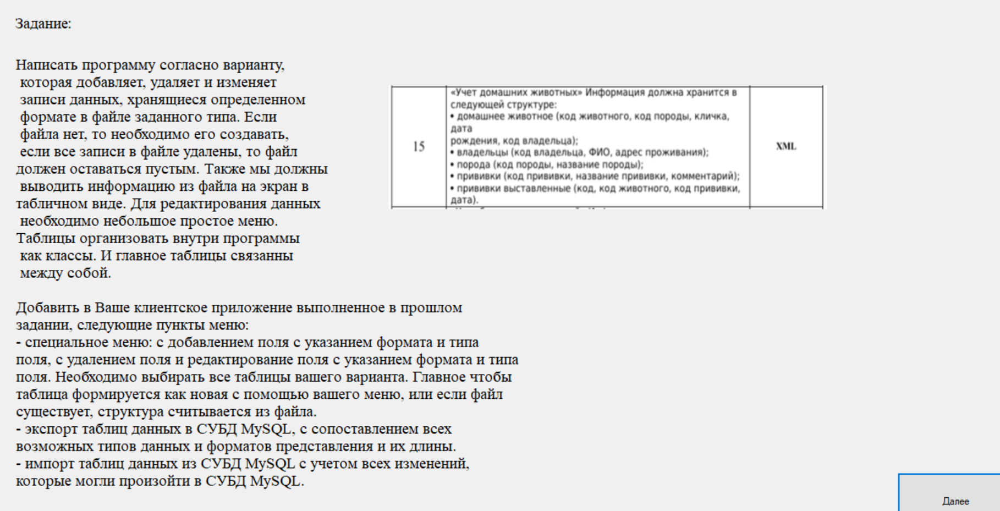 Задание:
Написать программу согласно варианту,
которая добавляет, удаляет и изменяет
записи данных, хранящиеся определенном
формате в файле заданного типа. Если
файла нет, то необходимо его создавать,
если все записи в файле удалены, то файл
должен оставаться пустым. Также мы должны
выводить информацию из файла на экран в
табличном виде. Для редактирования данных
необходимо небольшое простое меню.
Таблицы организовать внутри программы
как классы. И главное таблицы связанны
между собой.
15
«Учет домашних животных» Информация должна хранится в
следующей структуре:
• домашнее животное (код животного, код породы, кличка,
дата
рождения, код владельца);
• владельцы (код владельца, ФИО, адрес проживания);
• порода (код породы, название породы);
• прививки (код прививки, название прививки, комментарий);
• прививки выставленные (код, код животного, код прививки,
дата).
XML
Добавить в Ваше клиентское приложение выполненное в прошлом
задании, следующие пункты меню:
- специальное меню: с добавлением поля с указанием формата и типа
поля, с удалением поля и редактирование поля с указанием формата и типа
поля. Необходимо выбирать все таблицы вашего варианта. Главное чтобы
таблица формируется как новая с помощью вашего меню, или если файл
существует, структура считывается из файла.
- экспорт таблиц данных в СУБД MySQL, с сопоставлением всех
возможных типов данных и форматов представления и их длины.
- импорт таблиц данных из СУБД MySQL с учетом всех изменений,
которые могли произойти в СУБД MySQL.
Далее